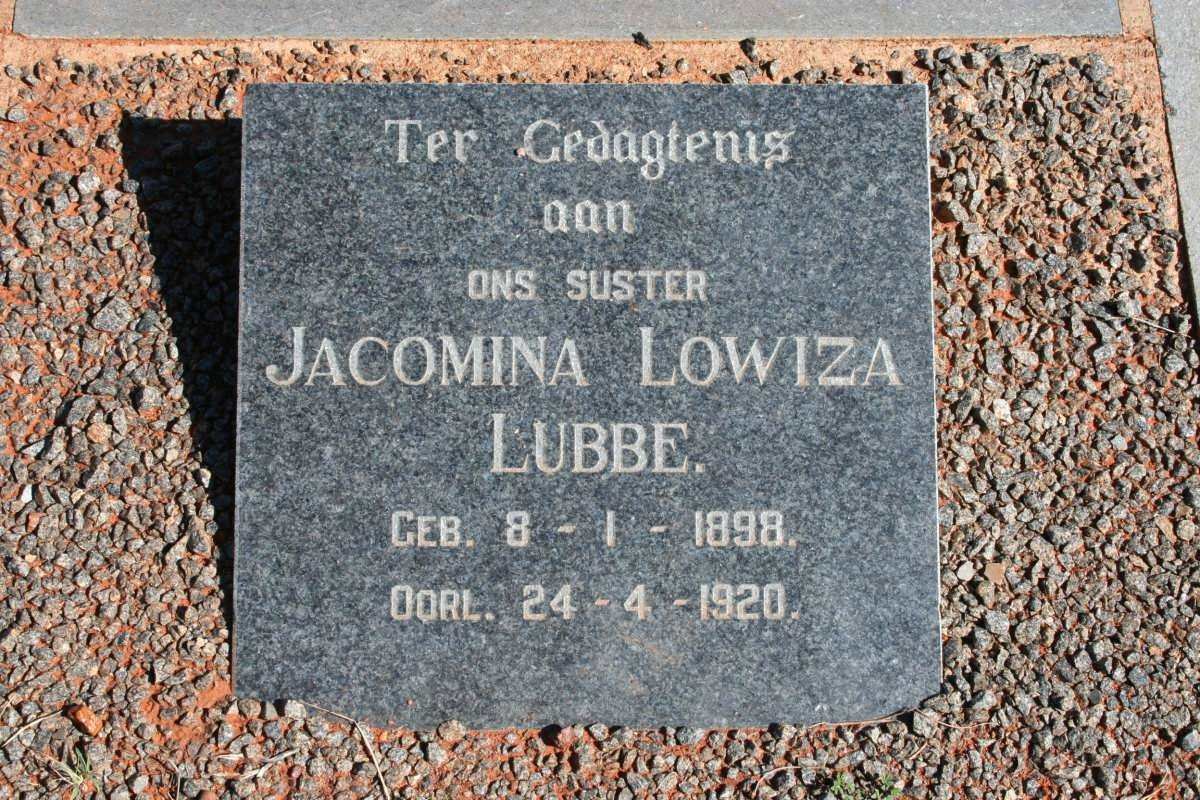 Ter Gedagtenis
aan
ONS SUSTER
JACOMINA LOWIZA
LUBBE.
GEB. 8 - 1 - 1898.
OORL. 24 - 4 - 1920.